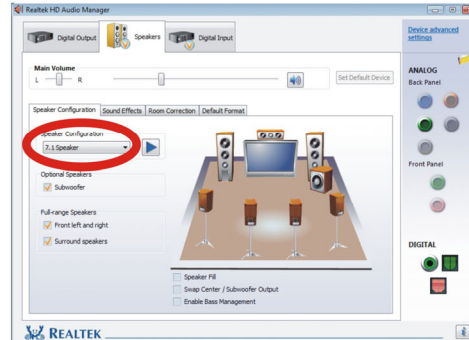 Realtek HD Audio Manager
Digital Output
Speakers
Digital Input
Device advanced
settings
Main Volume
L
R
Set Default Device
ANALOG
Back Panel
Speaker Configuration
Sound Effects
Room Correction
Default Format
Speaker Configuration
7.1 Speaker
Optional Speakers
Subwoofer
Front Panel
Full-range Speakers
Front left and right
Surround speakers
DIGITAL
Speaker Fill
Swap Center / Subwoofer Output
Enable Bass Management
REALTEK
i